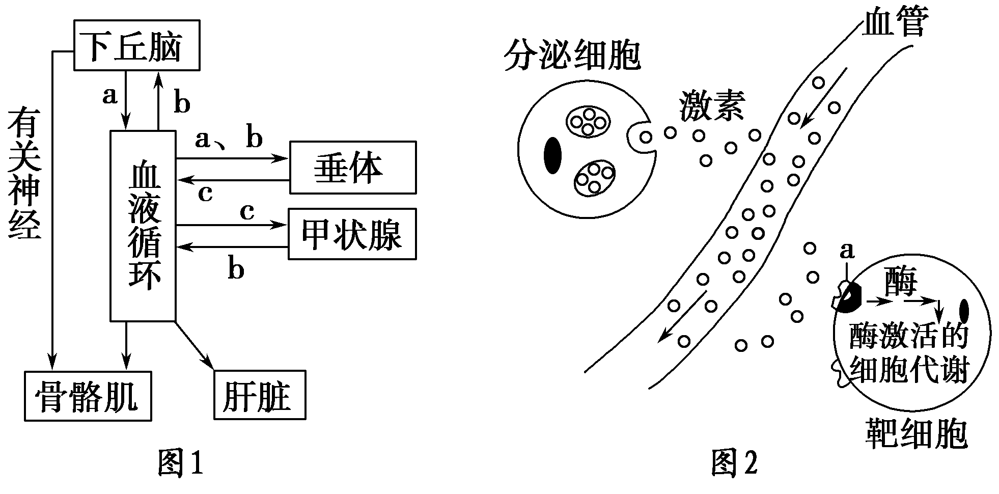 下丘脑
a
b
有关神经
血液循环
a、b
垂体
c
c
甲状腺
b
骨骼肌
肝脏
图1
血管
分泌细胞
激素
a
酶
酶激活的
细胞代谢
靶细胞
图2